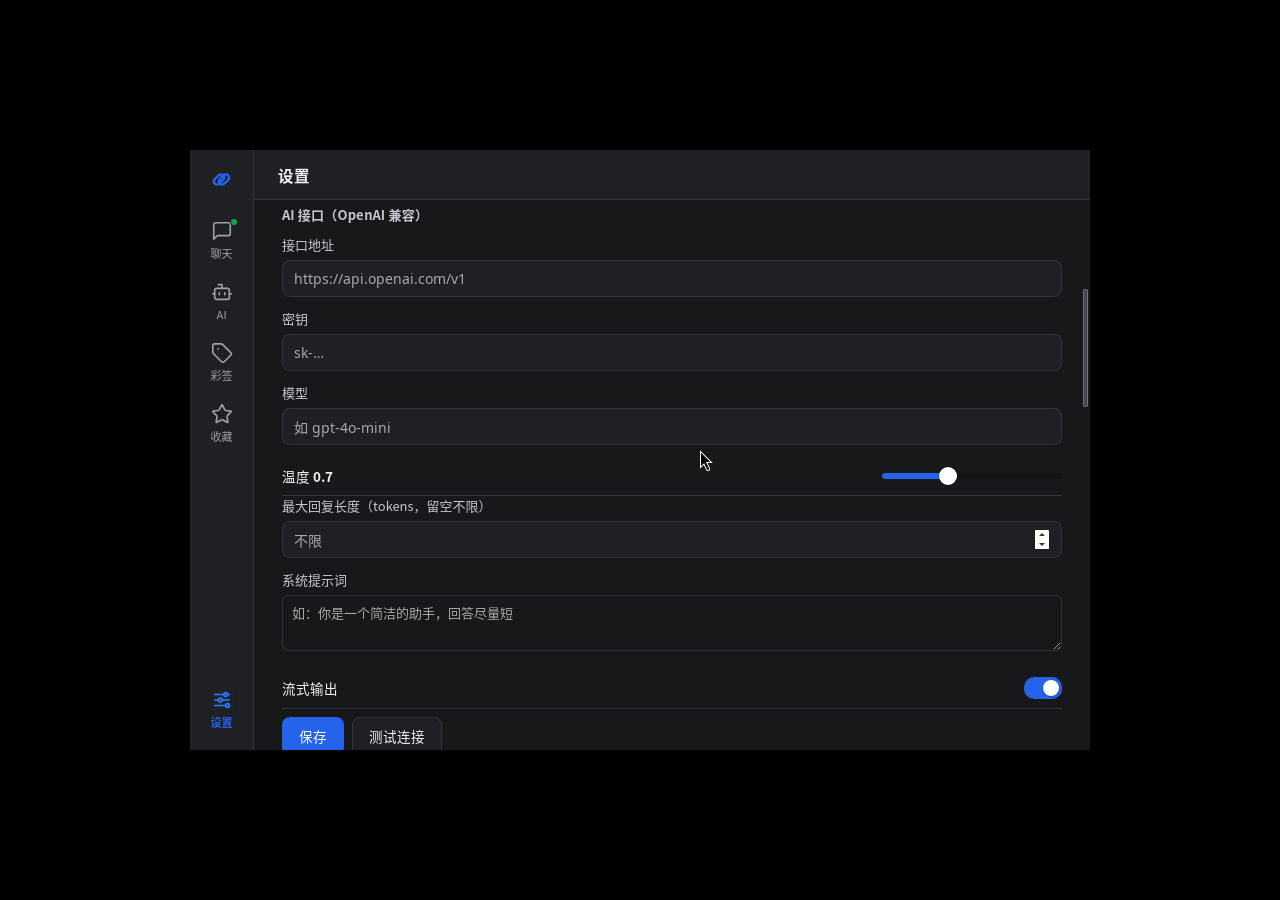 设置
聊天
AI
彩签
收藏
设置
AI 接口（OpenAI 兼容）
接口地址
https://api.openai.com/v1
密钥
sk-...
模型
如 gpt-4o-mini
温度 0.7
最大回复长度（tokens，留空不限）
不限
系统提示词
如：你是一个简洁的助手，回答尽量短
流式输出
保存
测试连接